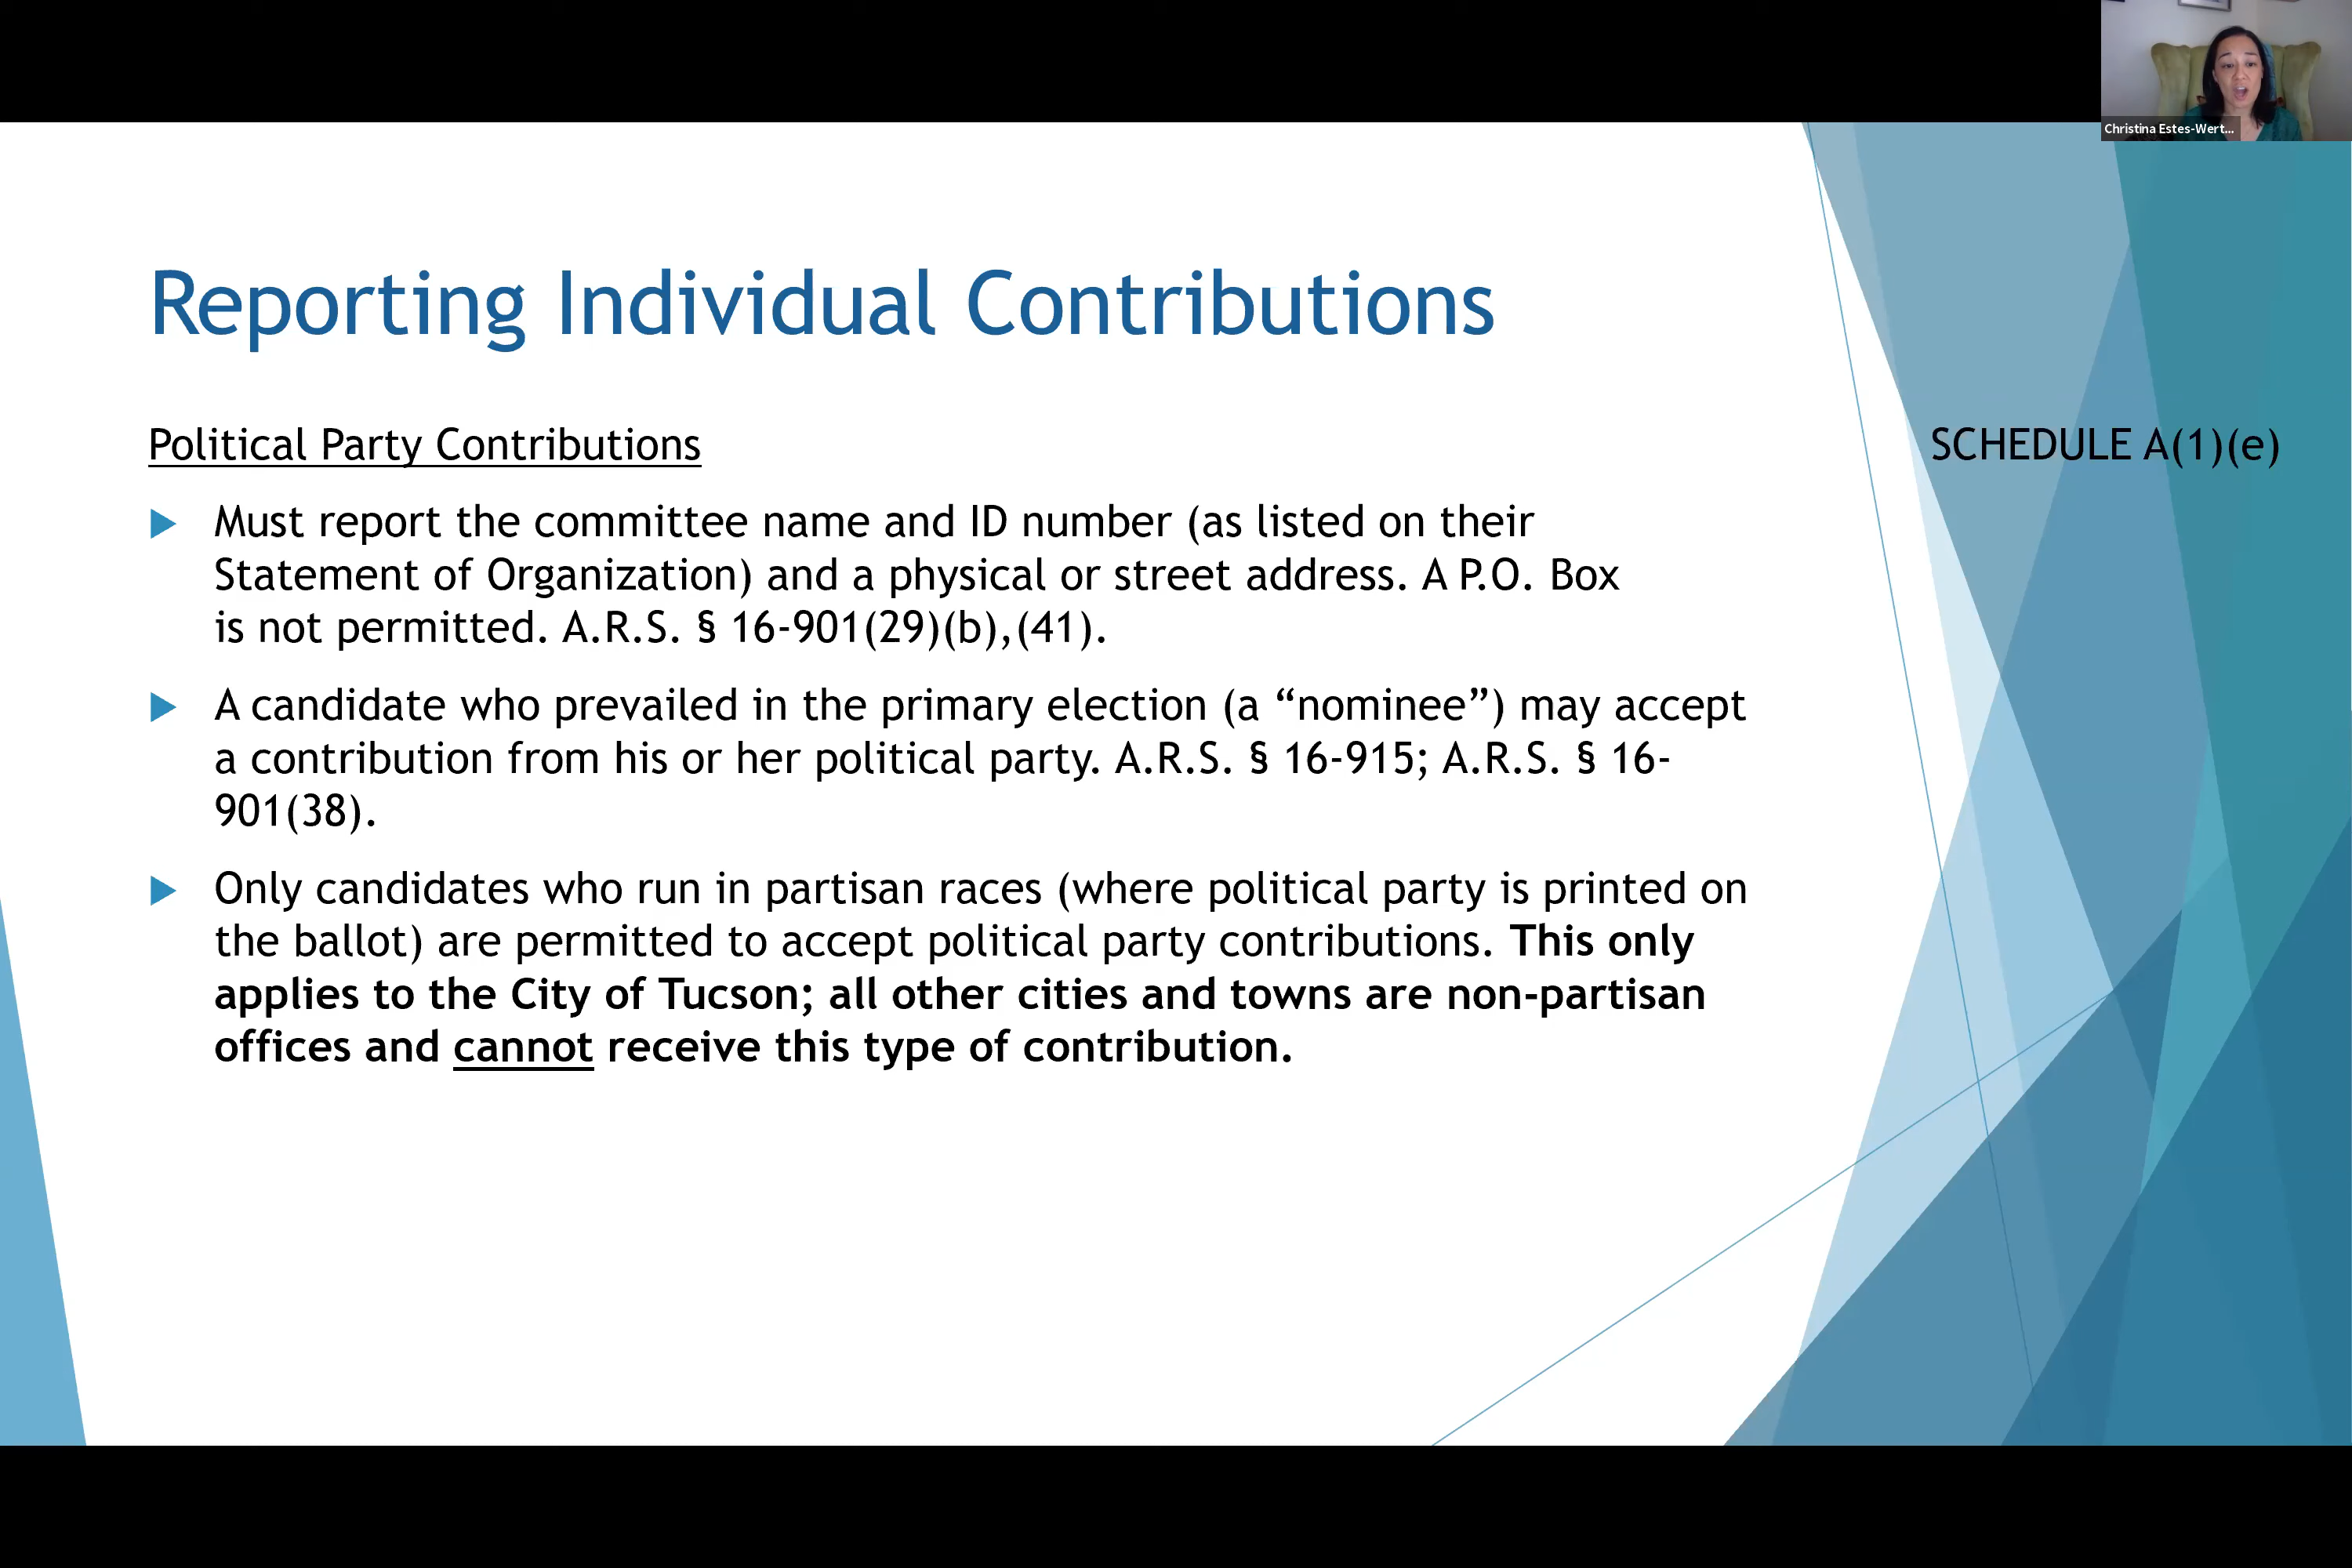 Christina Estes-Wert...
Reporting Individual Contributions
Political Party Contributions
SCHEDULE A(1)(e)
Must report the committee name and ID number (as listed on their
Statement of Organization) and a physical or street address. A P.O. Box
is not permitted. A.R.S. § 16-901(29)(b),(41).
A candidate who prevailed in the primary election (a “nominee”) may accept
a contribution from his or her political party. A.R.S. § 16-915; A.R.S. § 16-
901(38).
Only candidates who run in partisan races (where political party is printed on
the ballot) are permitted to accept political party contributions. This only
applies to the City of Tucson; all other cities and towns are non-partisan
offices and cannot receive this type of contribution.